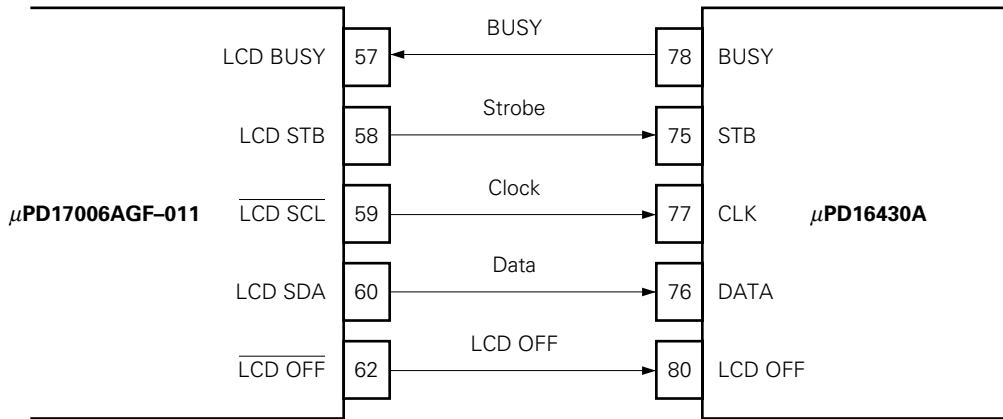 BUSY
LCD BUSY 57 78 BUSY
Strobe
LCD STB 58 75 STB
Clock
µPD17006AGF–011 LCD SCL 59 77 CLK µPD16430A
Data
LCD SDA 60 76 DATA
LCD OFF
LCD OFF 62 80 LCD OFF